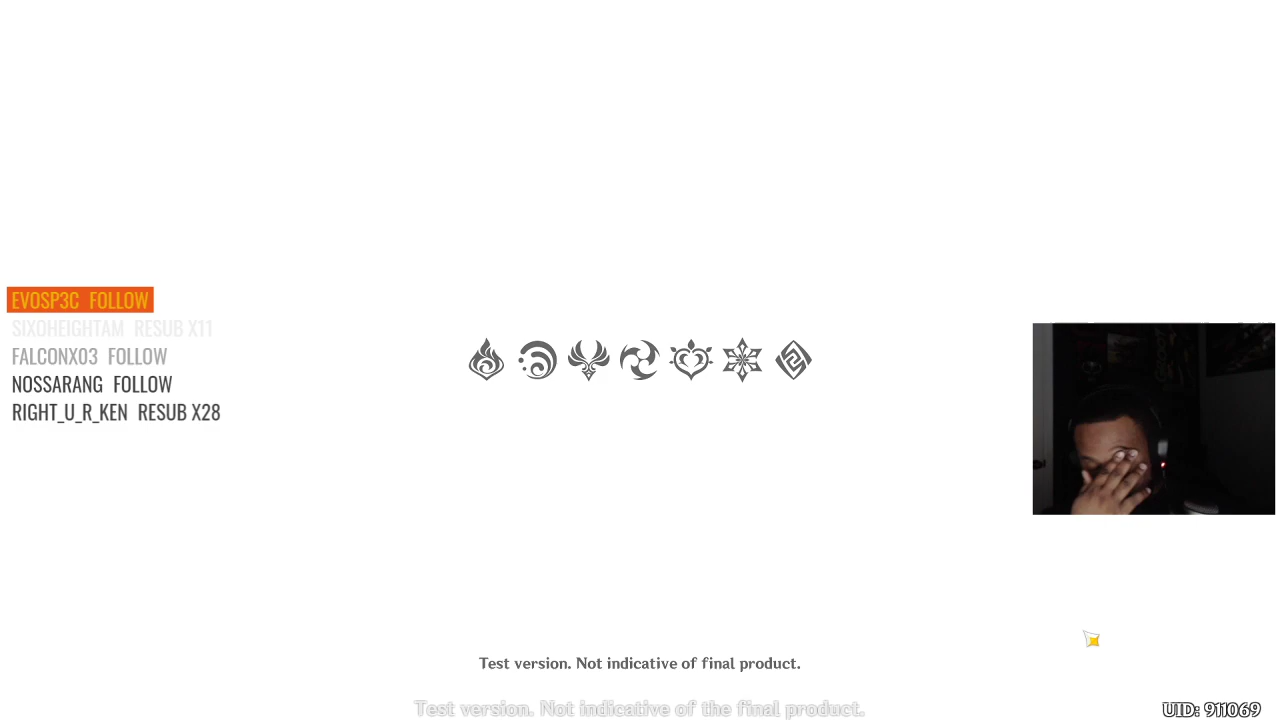 EVOSP3C FOLLOW
SIXOHEIGHTAM RESUB X11
FALCONX03 FOLLOW
NOSSARANG FOLLOW
RIGHT_U_R_KEN RESUB X28
Test version. Not indicative of final product.
Test version. Not indicative of the final product.
UID: 911069